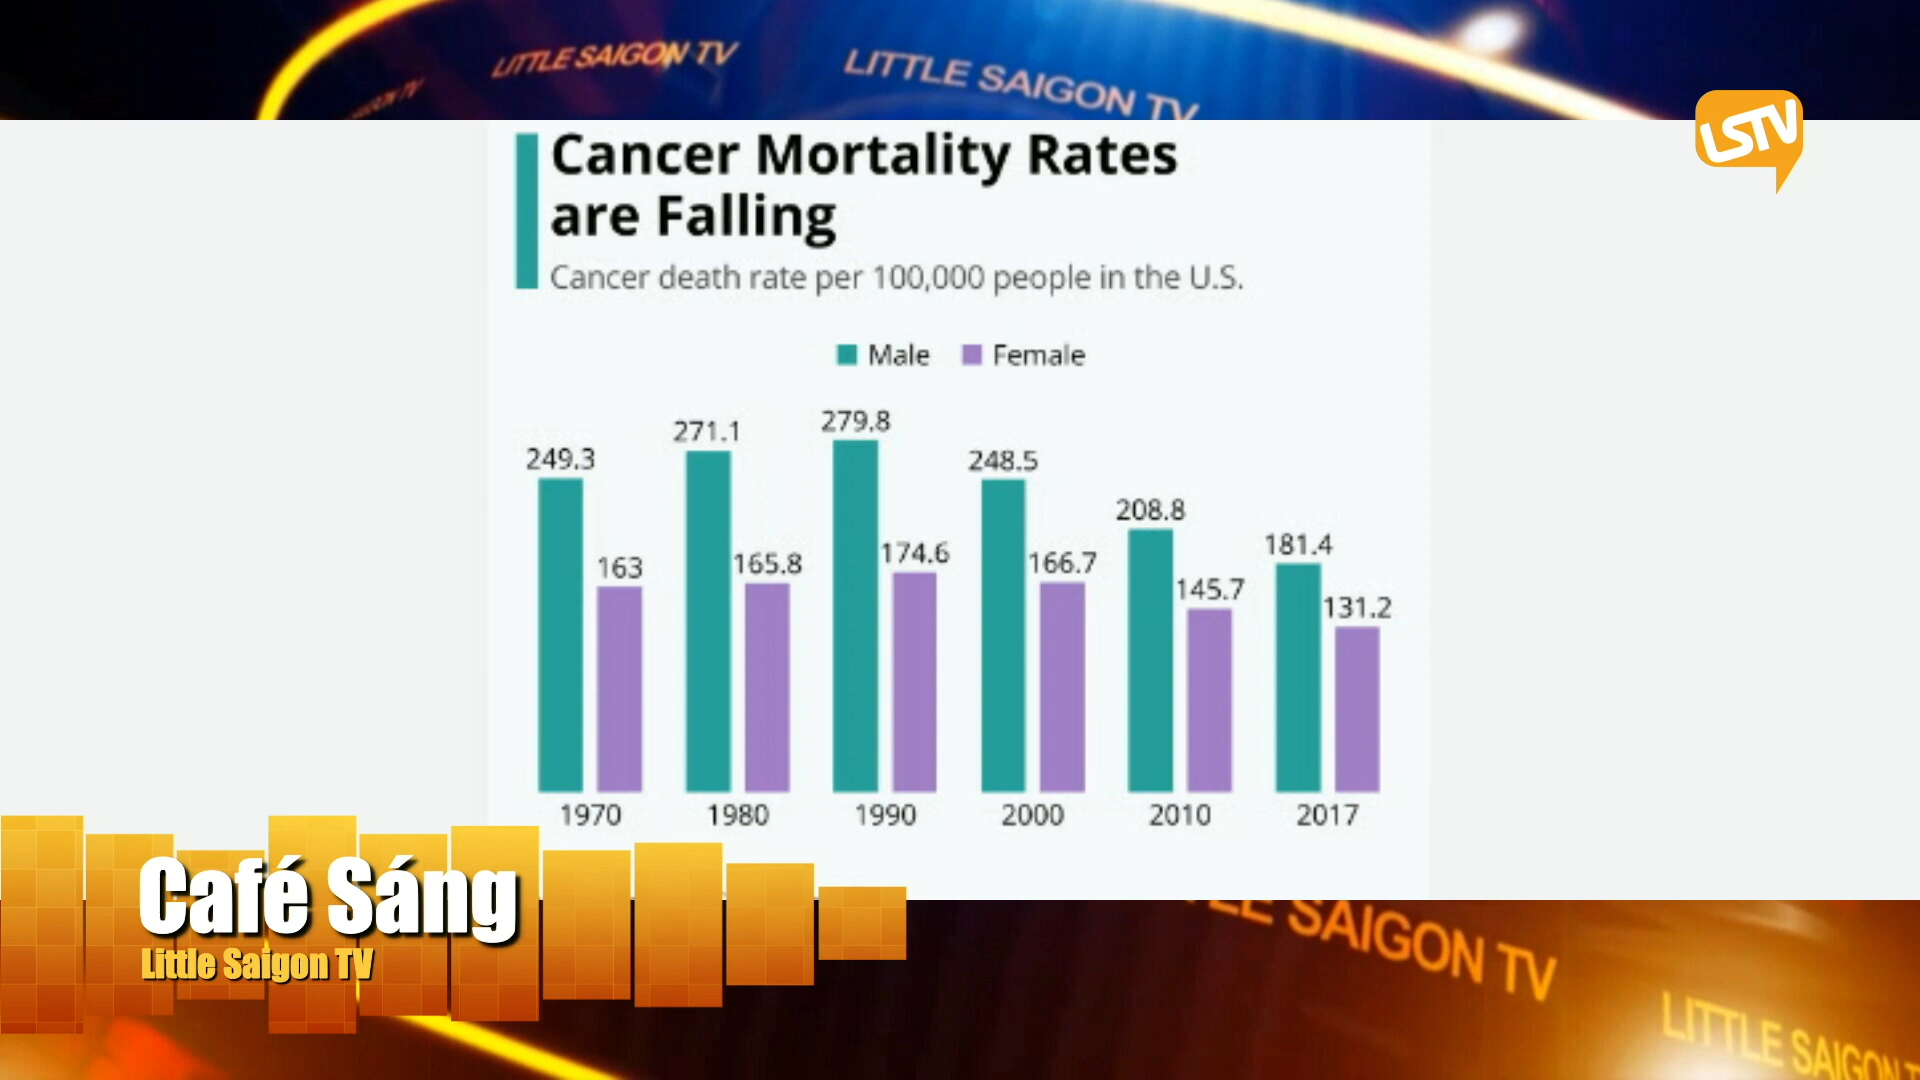 SAIGON TV
LITTLE SAIGON TV
LITTLE SAIGON TV
LSTV
Cancer Mortality Rates
are Falling
Cancer death rate per 100,000 people in the U.S.
Male Female
249.3 163 271.1 165.8 279.8 174.6 248.5 166.7 208.8 145.7 181.4 131.2
1970 1980 1990 2000 2010 2017
Café Sáng
Little Saigon TV
LE SAIGON TV
LITTLE SAIGON T